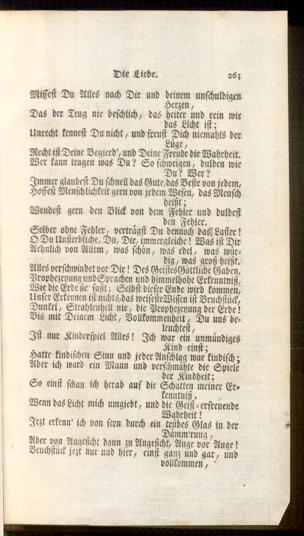 Die Liebe. 263
Missest Du Alles nach Dir und deinem unschuldigen
Herzen,
Das der Trug nie beschlich, das heiter und rein wie
das Licht ist;
Unrecht kennest Du nicht, und freust Dich niemahls der
Lüge,
Recht ist Deine Begierd', und Deine Freude die Wahrheit.
Wer kann tragen was Du? So schweigen, dulden wie
Du? Wer?
Immer glaubest Du schnell das Gute, das Beste von jedem,
Hoffest Menschlichkeit gern von jedem Wesen, das Mensch
heißt;
Wendest gern den Blick von dem Fehler und duldest
den Fehler.
Selber ohne Fehler, verträgst Du dennoch das Laster!
O Du Unsterbliche, Du, Dir, immergleiche! Was ist Dir
Aehnlich von Allem, was schön, was edel, was wür-
dig, was groß heißt.
Alles verschwindet vor Dir! Des Geistes Göttliche Gaben,
Prophezeyung und Sprachen und himmelhohe Erkenntniß,
Wie die Erde sie faßt; Selbst dieser Ende wird kommen,
Unser Erkennen ist nichts, das weiseste Wissen ist Bruchstück,
Dunkel, Strahlenhell nie, die Prophezeyung der Erde!
Bis mit Deinem Licht, Vollkommenheit, Du uns be-
leuchtest,
Ist nur Kinderspiel Alles! Ich war ein unmündiges
Kind einst;
Hatte kindischen Sinn und jeder Anschlag war kindisch;
Aber ich ward ein Mann und verschmähte die Spiele
der Kindheit;
So einst schau ich herab auf die Schatten meiner Er-
kenntniß,
Wenn das Licht mich umgiebt, und die Geist-erfreuende
Wahrheit!
Jezt erkenn' ich von fern durch ein trübes Glas in der
Dämm'rung,
Aber von Angesicht dann zu Angesicht, Auge vor Auge!
Bruchstück jezt nur und hier, einst ganz und gar, und
vollkommen,